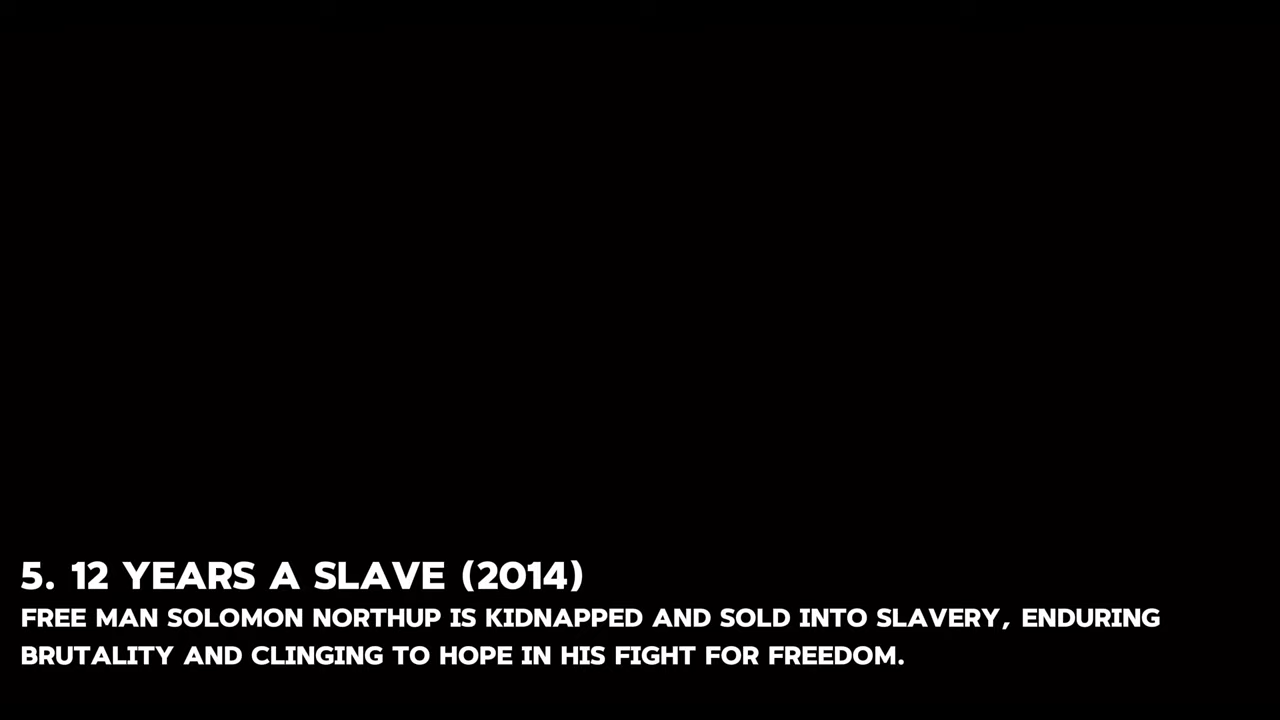 5. 12 YEARS A SLAVE (2014)
FREE MAN SOLOMON NORTHUP IS KIDNAPPED AND SOLD INTO SLAVERY, ENDURING
BRUTALITY AND CLINGING TO HOPE IN HIS FIGHT FOR FREEDOM.